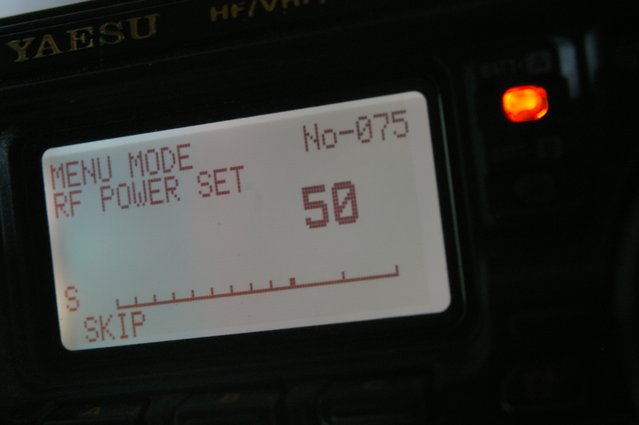 YAESU
HF/VHF
MENU MODE No-075
RF POWER SET
50
S
SKIP
A B C